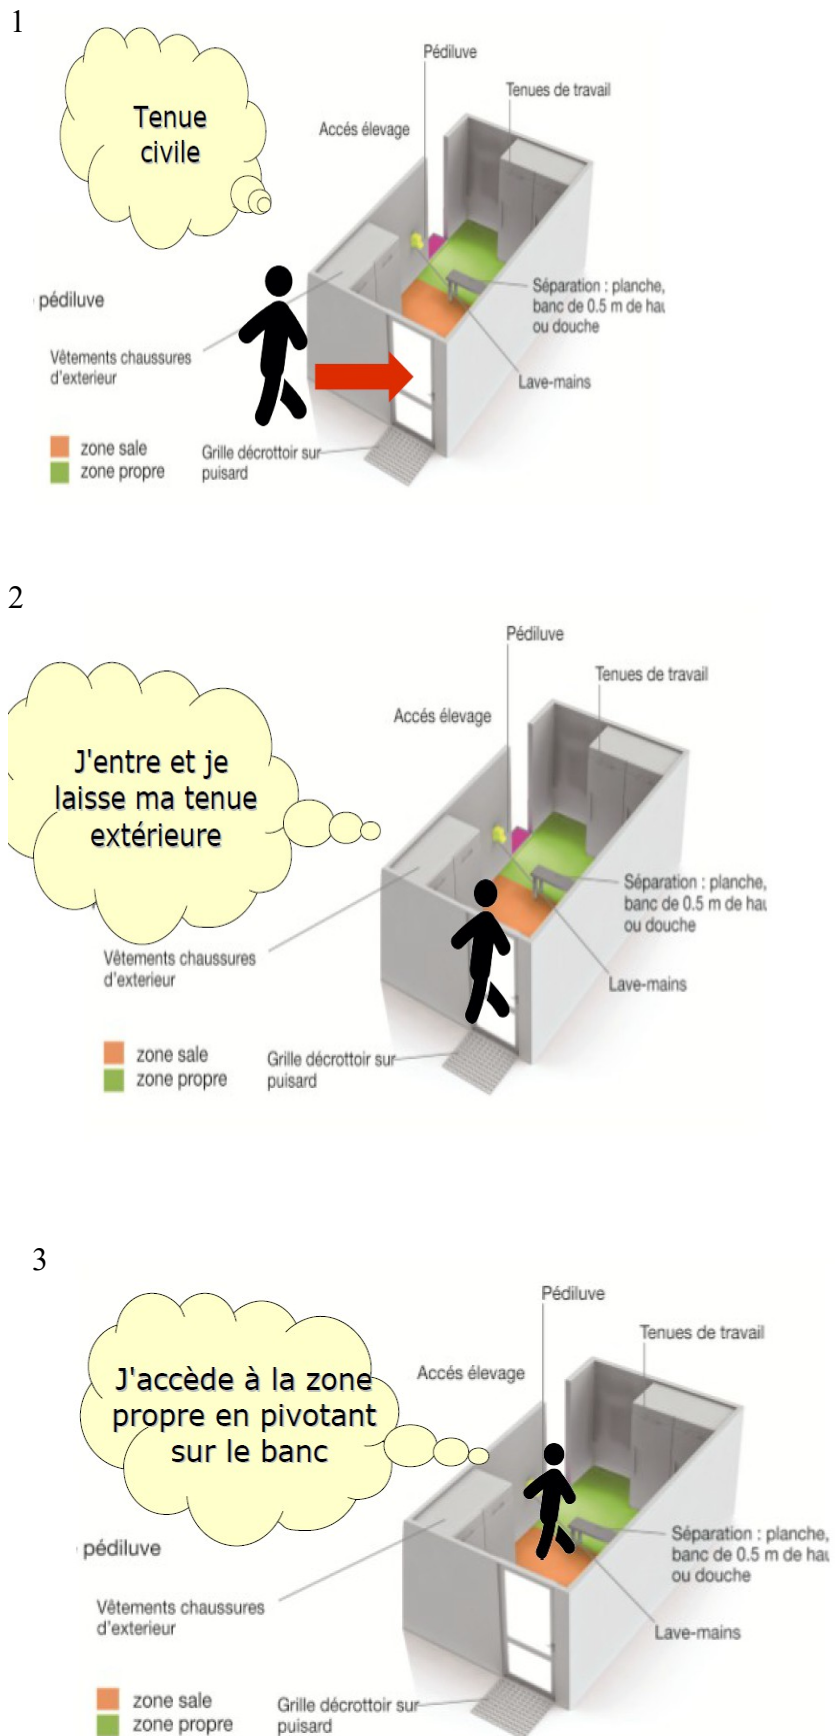 1
Pédiluve
Tenues de travail
Tenue
civile
Accés élevage
Séparation : planche,
banc de 0.5 m de hau
ou douche
pédiluve
Vêtements chaussures
d'exterieur
Lave-mains
zone sale
zone propre
Grille décrottoir sur
puisard
2
Pédiluve
Tenues de travail
Accés élevage
J'entre et je
laisse ma tenue
extérieure
Séparation : planche,
banc de 0.5 m de hau
ou douche
Vêtements chaussures
d'exterieur
Lave-mains
zone sale
zone propre
Grille décrottoir sur
puisard
3
Pédiluve
Tenues de travail
Accés élevage
J'accède à la zone
propre en pivotant
sur le banc
Séparation : planche,
banc de 0.5 m de hau
ou douche
pédiluve
Vêtements chaussures
d'exterieur
Lave-mains
zone sale
zone propre
Grille décrottoir sur
puisard